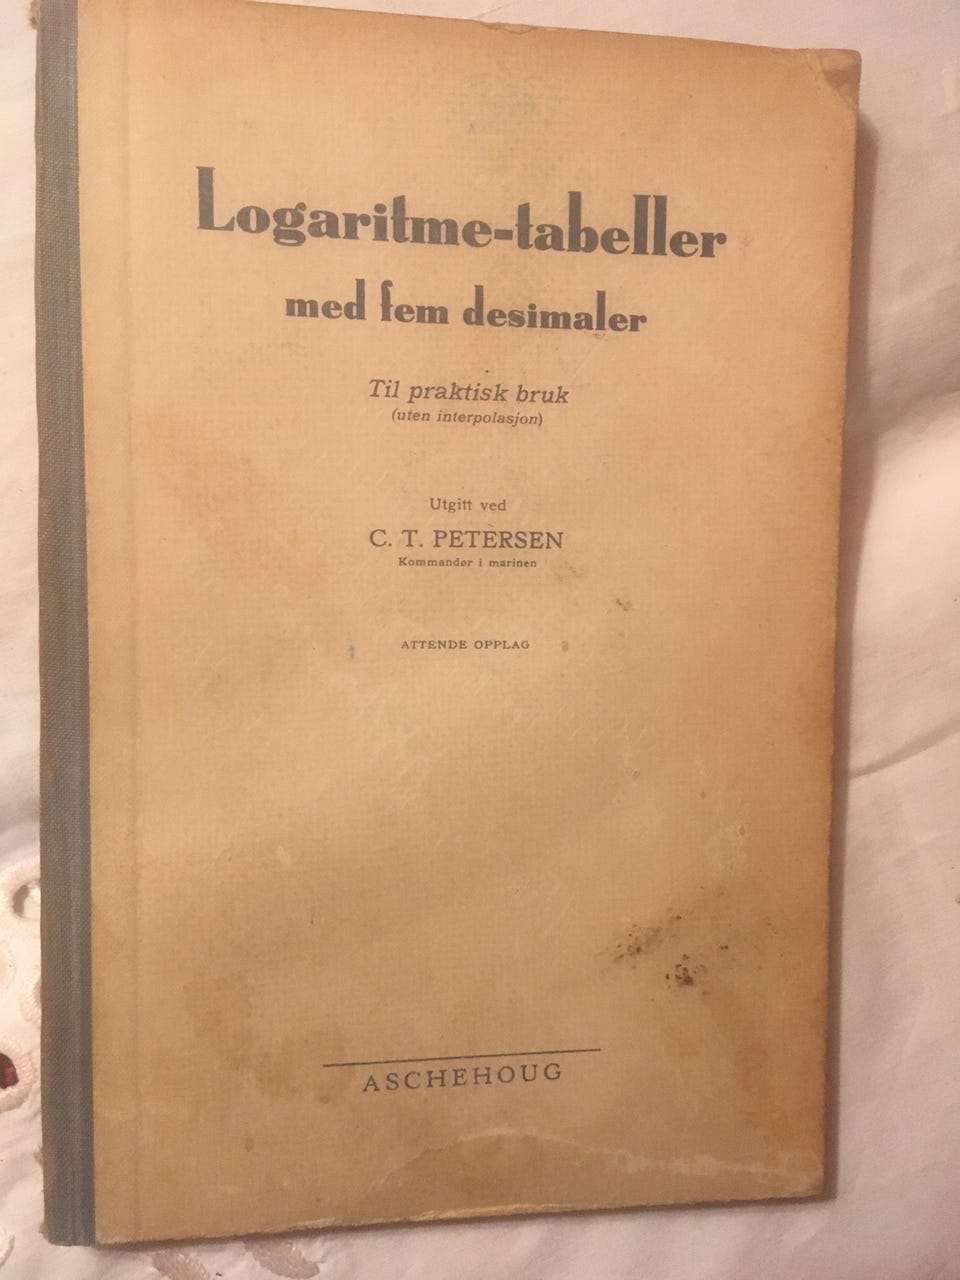 Logaritme-tabeller
med fem desimaler
Til praktisk bruk
(uten interpolasjon)
Utgitt ved
C. T. PETERSEN
Kommandør i marinen
ATTENDE OPPLAG
ASCHEHOUG